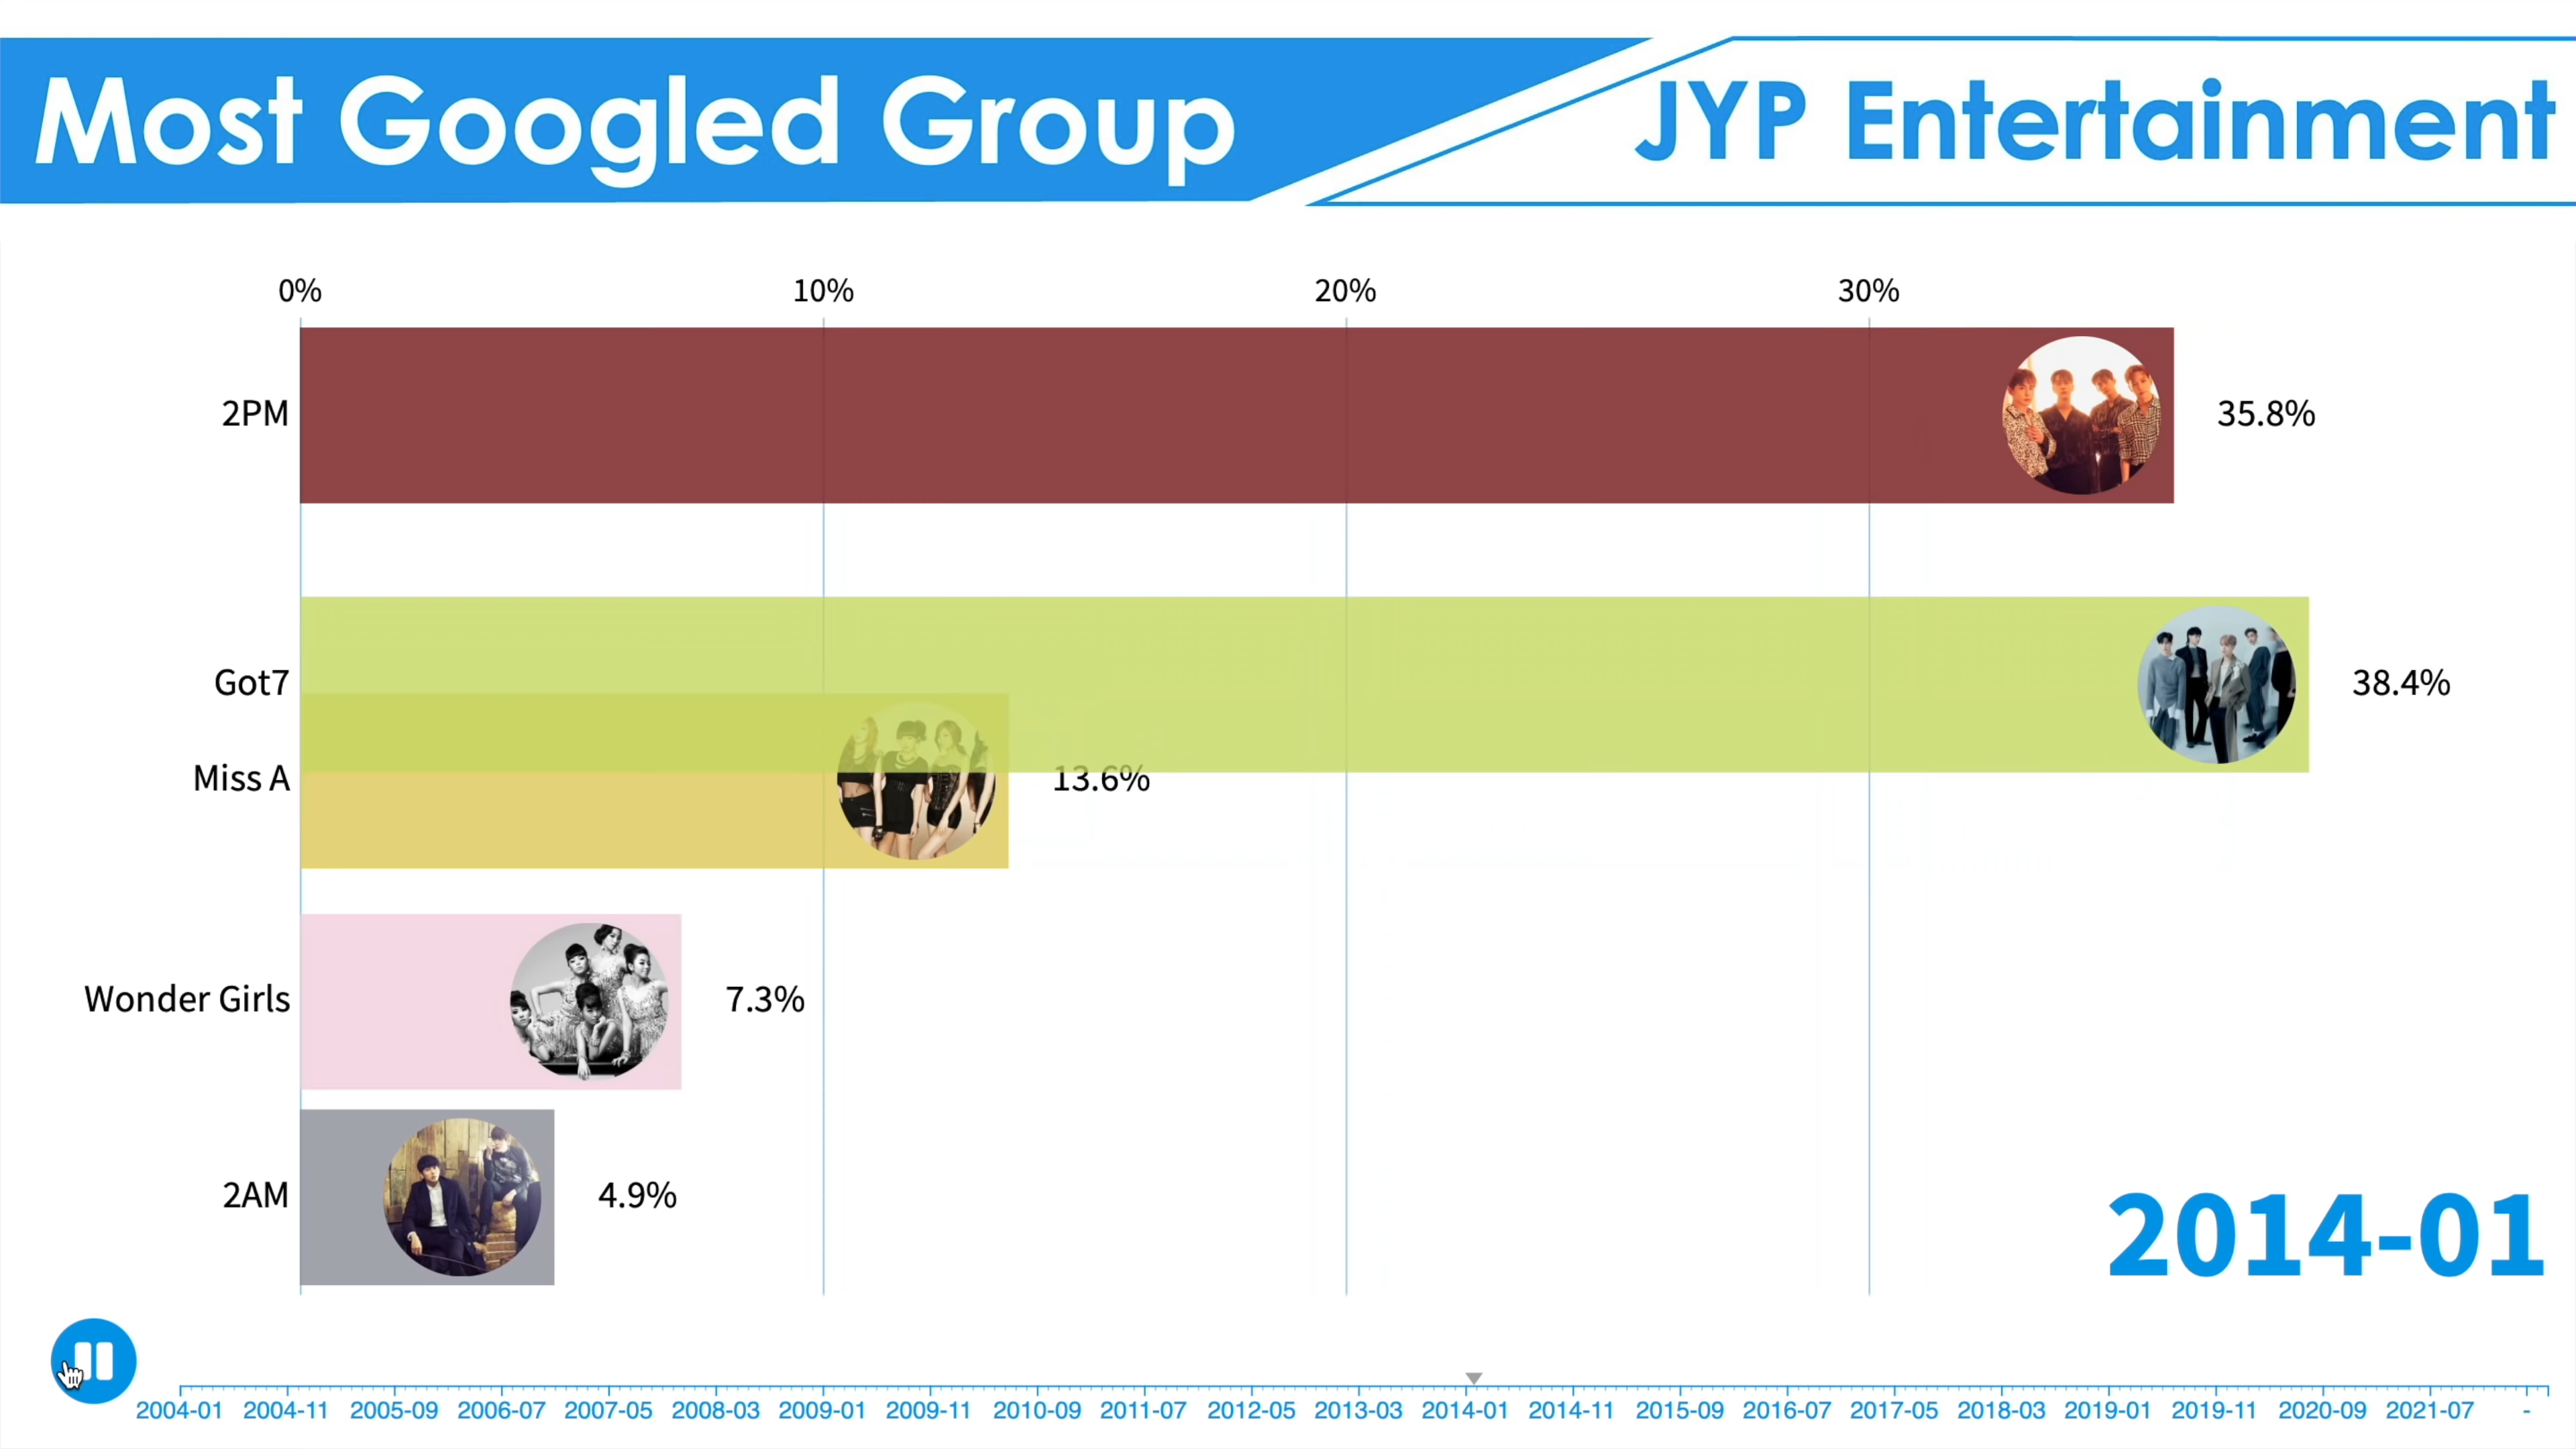 Most Googled Group
JYP Entertainment
0% 10% 20% 30%
2PM 35.8%
Got7 38.4%
Miss A 13.6%
Wonder Girls 7.3%
2AM 4.9%
2014-01
2004-01 2004-11 2005-09 2006-07 2007-05 2008-03 2009-01 2009-11 2010-09 2011-07 2012-05 2013-03 2014-01 2014-11 2015-09 2016-07 2017-05 2018-03 2019-01 2019-11 2020-09 2021-07 -